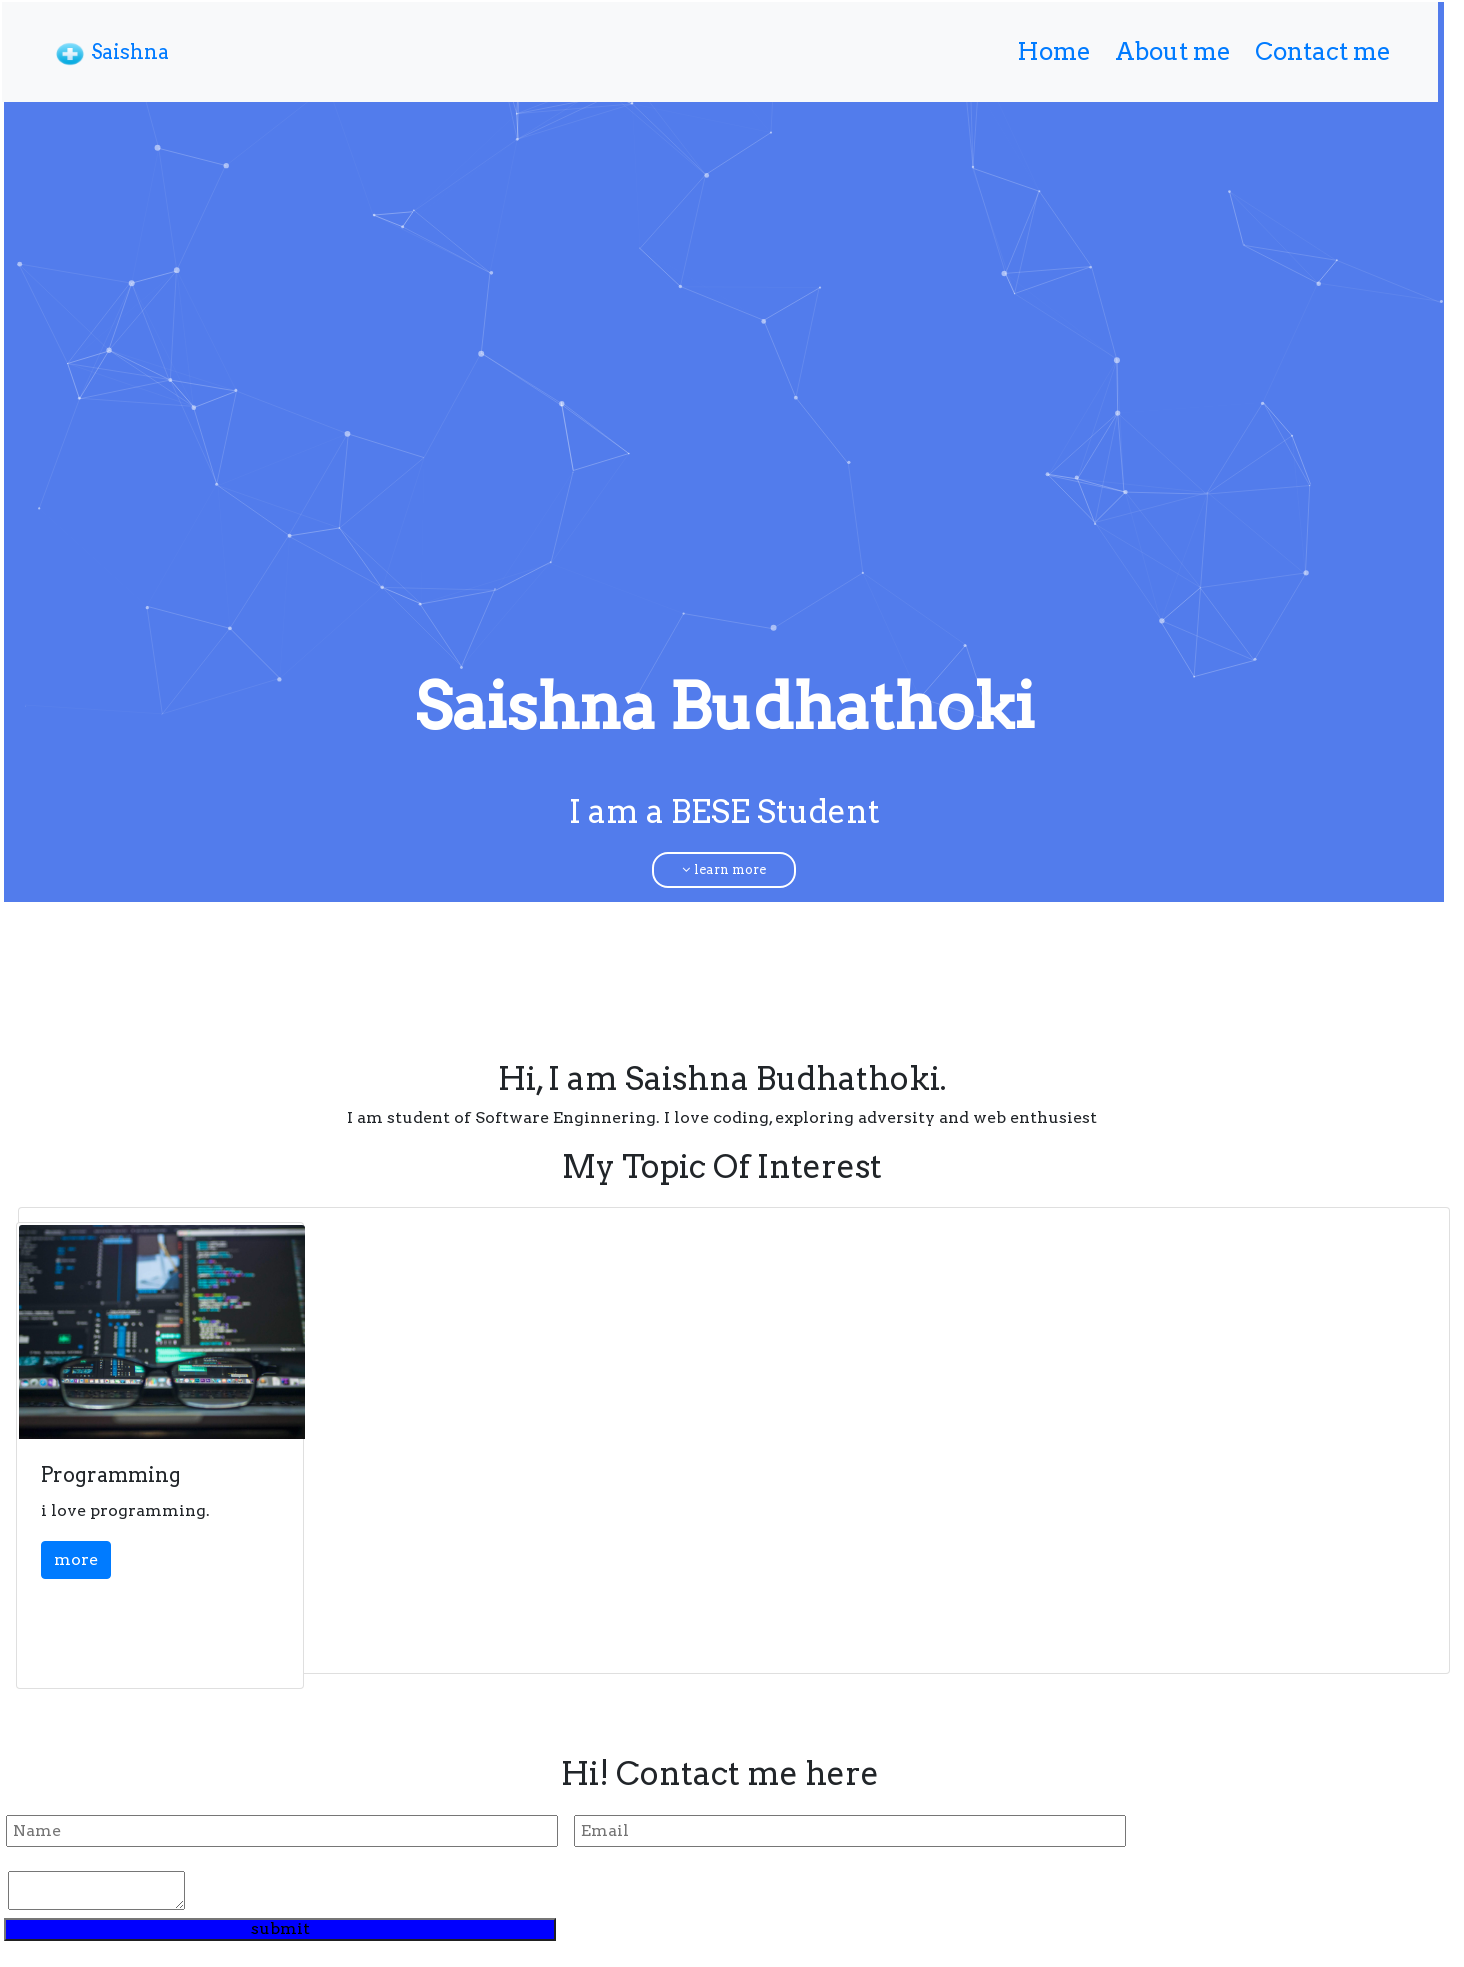 Saishna
Home About me Contact me
Saishna Budhathoki
I am a BESE Student
learn more
Hi, I am Saishna Budhathoki.
I am student of Software Enginnering. I love coding, exploring adversity and web enthusiest
My Topic Of Interest
Programming
i love programming.
more
Hi! Contact me here
Name Email
submit